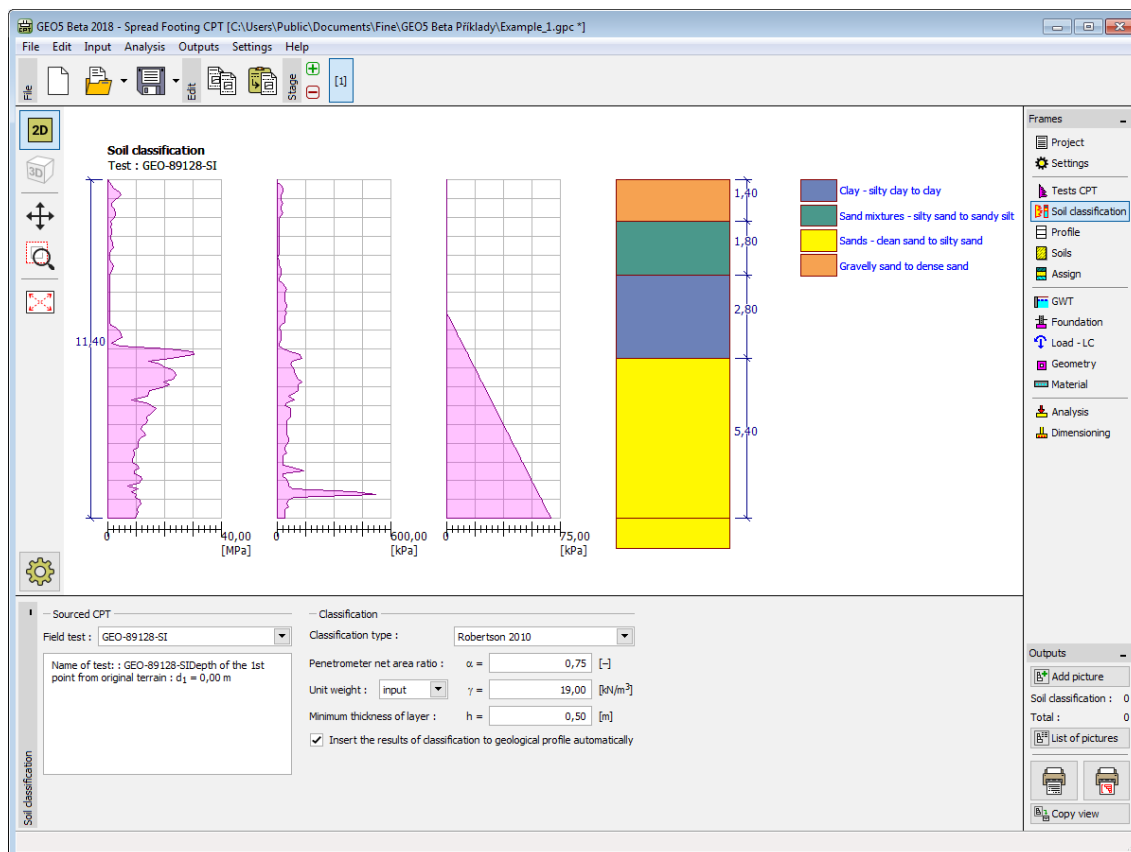 GEO5 Beta 2018 - Spread Footing CPT [C:\Users\Public\Documents\Fine\GEO5 Beta Příklady\Example_1.gpc *]
File Edit Input Analysis Outputs Settings Help
File
Edit
Stage
[1]
2D
3D
Soil classification
Test : GEO-89128-SI
11,40
0
40,00
[MPa]
0
600,00
[kPa]
0
75,00
[kPa]
1,40
1,80
2,80
5,40
Clay - silty clay to clay
Sand mixtures - silty sand to sandy silt
Sands - clean sand to silty sand
Gravelly sand to dense sand
Frames
Project
Settings
Tests CPT
Soil classification
Profile
Soils
Assign
GWT
Foundation
Load - LC
Geometry
Material
Analysis
Dimensioning
Soil classification
Sourced CPT
Field test : GEO-89128-SI
Name of test: : GEO-89128-SIDepth of the 1st
point from original terrain : d1 = 0,00 m
Classification
Classification type : Robertson 2010
Penetrometer net area ratio : α = 0,75 [–]
Unit weight : input γ = 19,00 [kN/m³]
Minimum thickness of layer : h = 0,50 [m]
Insert the results of classification to geological profile automatically
Outputs
Add picture
Soil classification : 0
Total : 0
List of pictures
Copy view